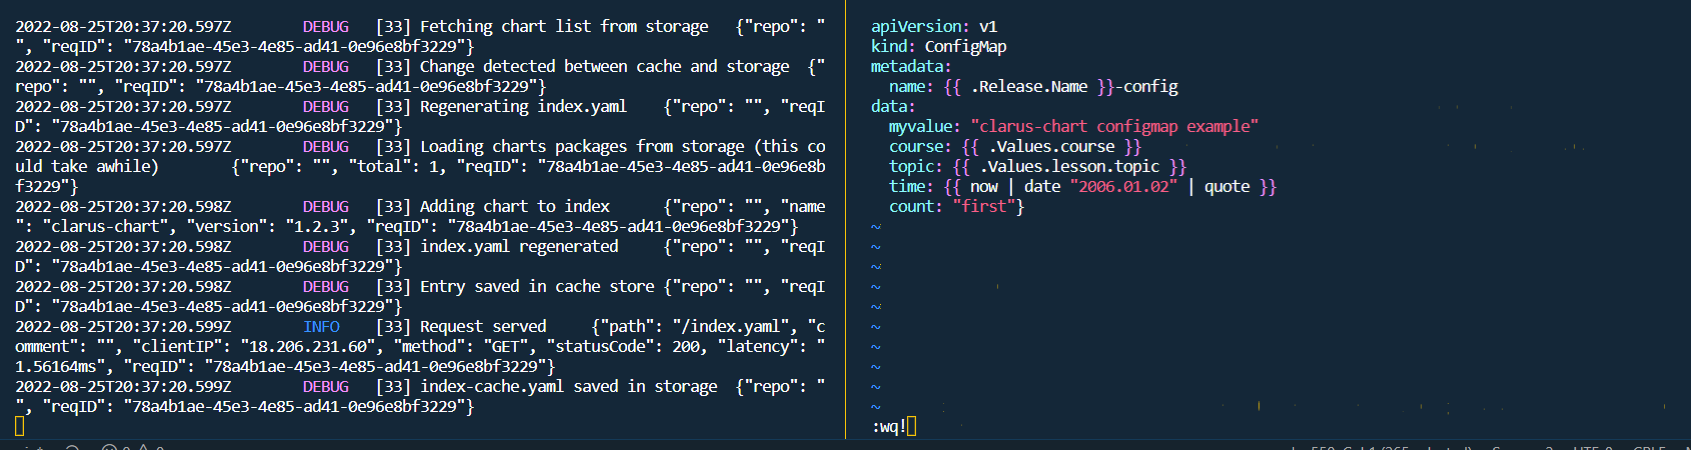 2022-08-25T20:37:20.597Z        DEBUG   [33] Fetching chart list from storage   {"repo": "
", "reqID": "78a4b1ae-45e3-4e85-ad41-0e96e8bf3229"}
2022-08-25T20:37:20.597Z        DEBUG   [33] Change detected between cache and storage  {"
repo": "", "reqID": "78a4b1ae-45e3-4e85-ad41-0e96e8bf3229"}
2022-08-25T20:37:20.597Z        DEBUG   [33] Regenerating index.yaml    {"repo": "", "reqI
D": "78a4b1ae-45e3-4e85-ad41-0e96e8bf3229"}
2022-08-25T20:37:20.597Z        DEBUG   [33] Loading charts packages from storage (this co
uld take awhile)        {"repo": "", "total": 1, "reqID": "78a4b1ae-45e3-4e85-ad41-0e96e8b
f3229"}
2022-08-25T20:37:20.598Z        DEBUG   [33] Adding chart to index      {"repo": "", "name
": "clarus-chart", "version": "1.2.3", "reqID": "78a4b1ae-45e3-4e85-ad41-0e96e8bf3229"}
2022-08-25T20:37:20.598Z        DEBUG   [33] index.yaml regenerated     {"repo": "", "reqI
D": "78a4b1ae-45e3-4e85-ad41-0e96e8bf3229"}
2022-08-25T20:37:20.598Z        DEBUG   [33] Entry saved in cache store {"repo": "", "reqI
D": "78a4b1ae-45e3-4e85-ad41-0e96e8bf3229"}
2022-08-25T20:37:20.599Z        INFO    [33] Request served     {"path": "/index.yaml", "c
omment": "", "clientIP": "18.206.231.60", "method": "GET", "statusCode": 200, "latency": "
1.56164ms", "reqID": "78a4b1ae-45e3-4e85-ad41-0e96e8bf3229"}
2022-08-25T20:37:20.599Z        DEBUG   [33] index-cache.yaml saved in storage  {"repo": "
", "reqID": "78a4b1ae-45e3-4e85-ad41-0e96e8bf3229"}
apiVersion: v1
kind: ConfigMap
metadata:
  name: {{ .Release.Name }}-config
data:
  myvalue: "clarus-chart configmap example"
  course: {{ .Values.course }}
  topic: {{ .Values.lesson.topic }}
  time: {{ now | date "2006.01.02" | quote }}
  count: "first"}
~
~
~
~
~
~
~
~
~
~
:wq!